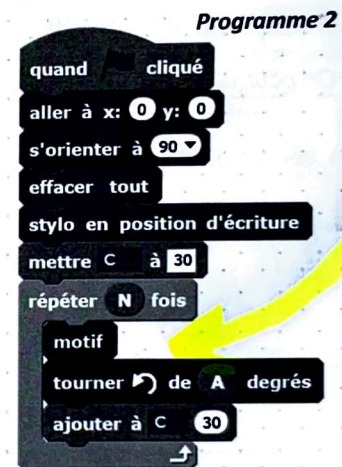 Programme 2
quand cliqué
aller à x: 0 y: 0
s'orienter à 90
effacer tout
stylo en position d'écriture
mettre C à 30
répéter N fois
motif
tourner de A degrés
ajouter à C 30